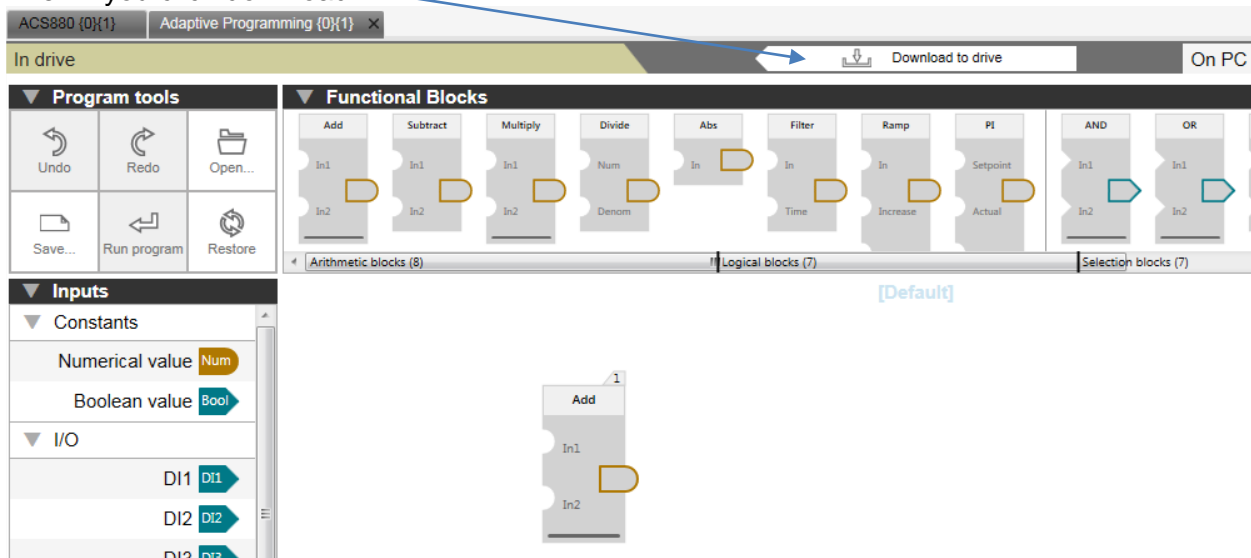 ACS880 {0}{1} Adaptive Programming {0}{1} ×
In drive Download to drive On PC
Program tools
Undo Redo Open...
Save... Run program Restore
Functional Blocks
Add Subtract Multiply Divide Abs Filter Ramp PI AND OR
In1 In1 In1 Num In In In Setpoint In1 In1
In2 In2 In2 Denom Time Increase Actual In2 In2
Arithmetic blocks (8) Logical blocks (7) Selection blocks (7)
Inputs
Constants
Numerical value Num
Boolean value Bool
I/O
DI1 DI1
DI2 DI2
DI3 DI3
[Default]
1
Add
In1
In2